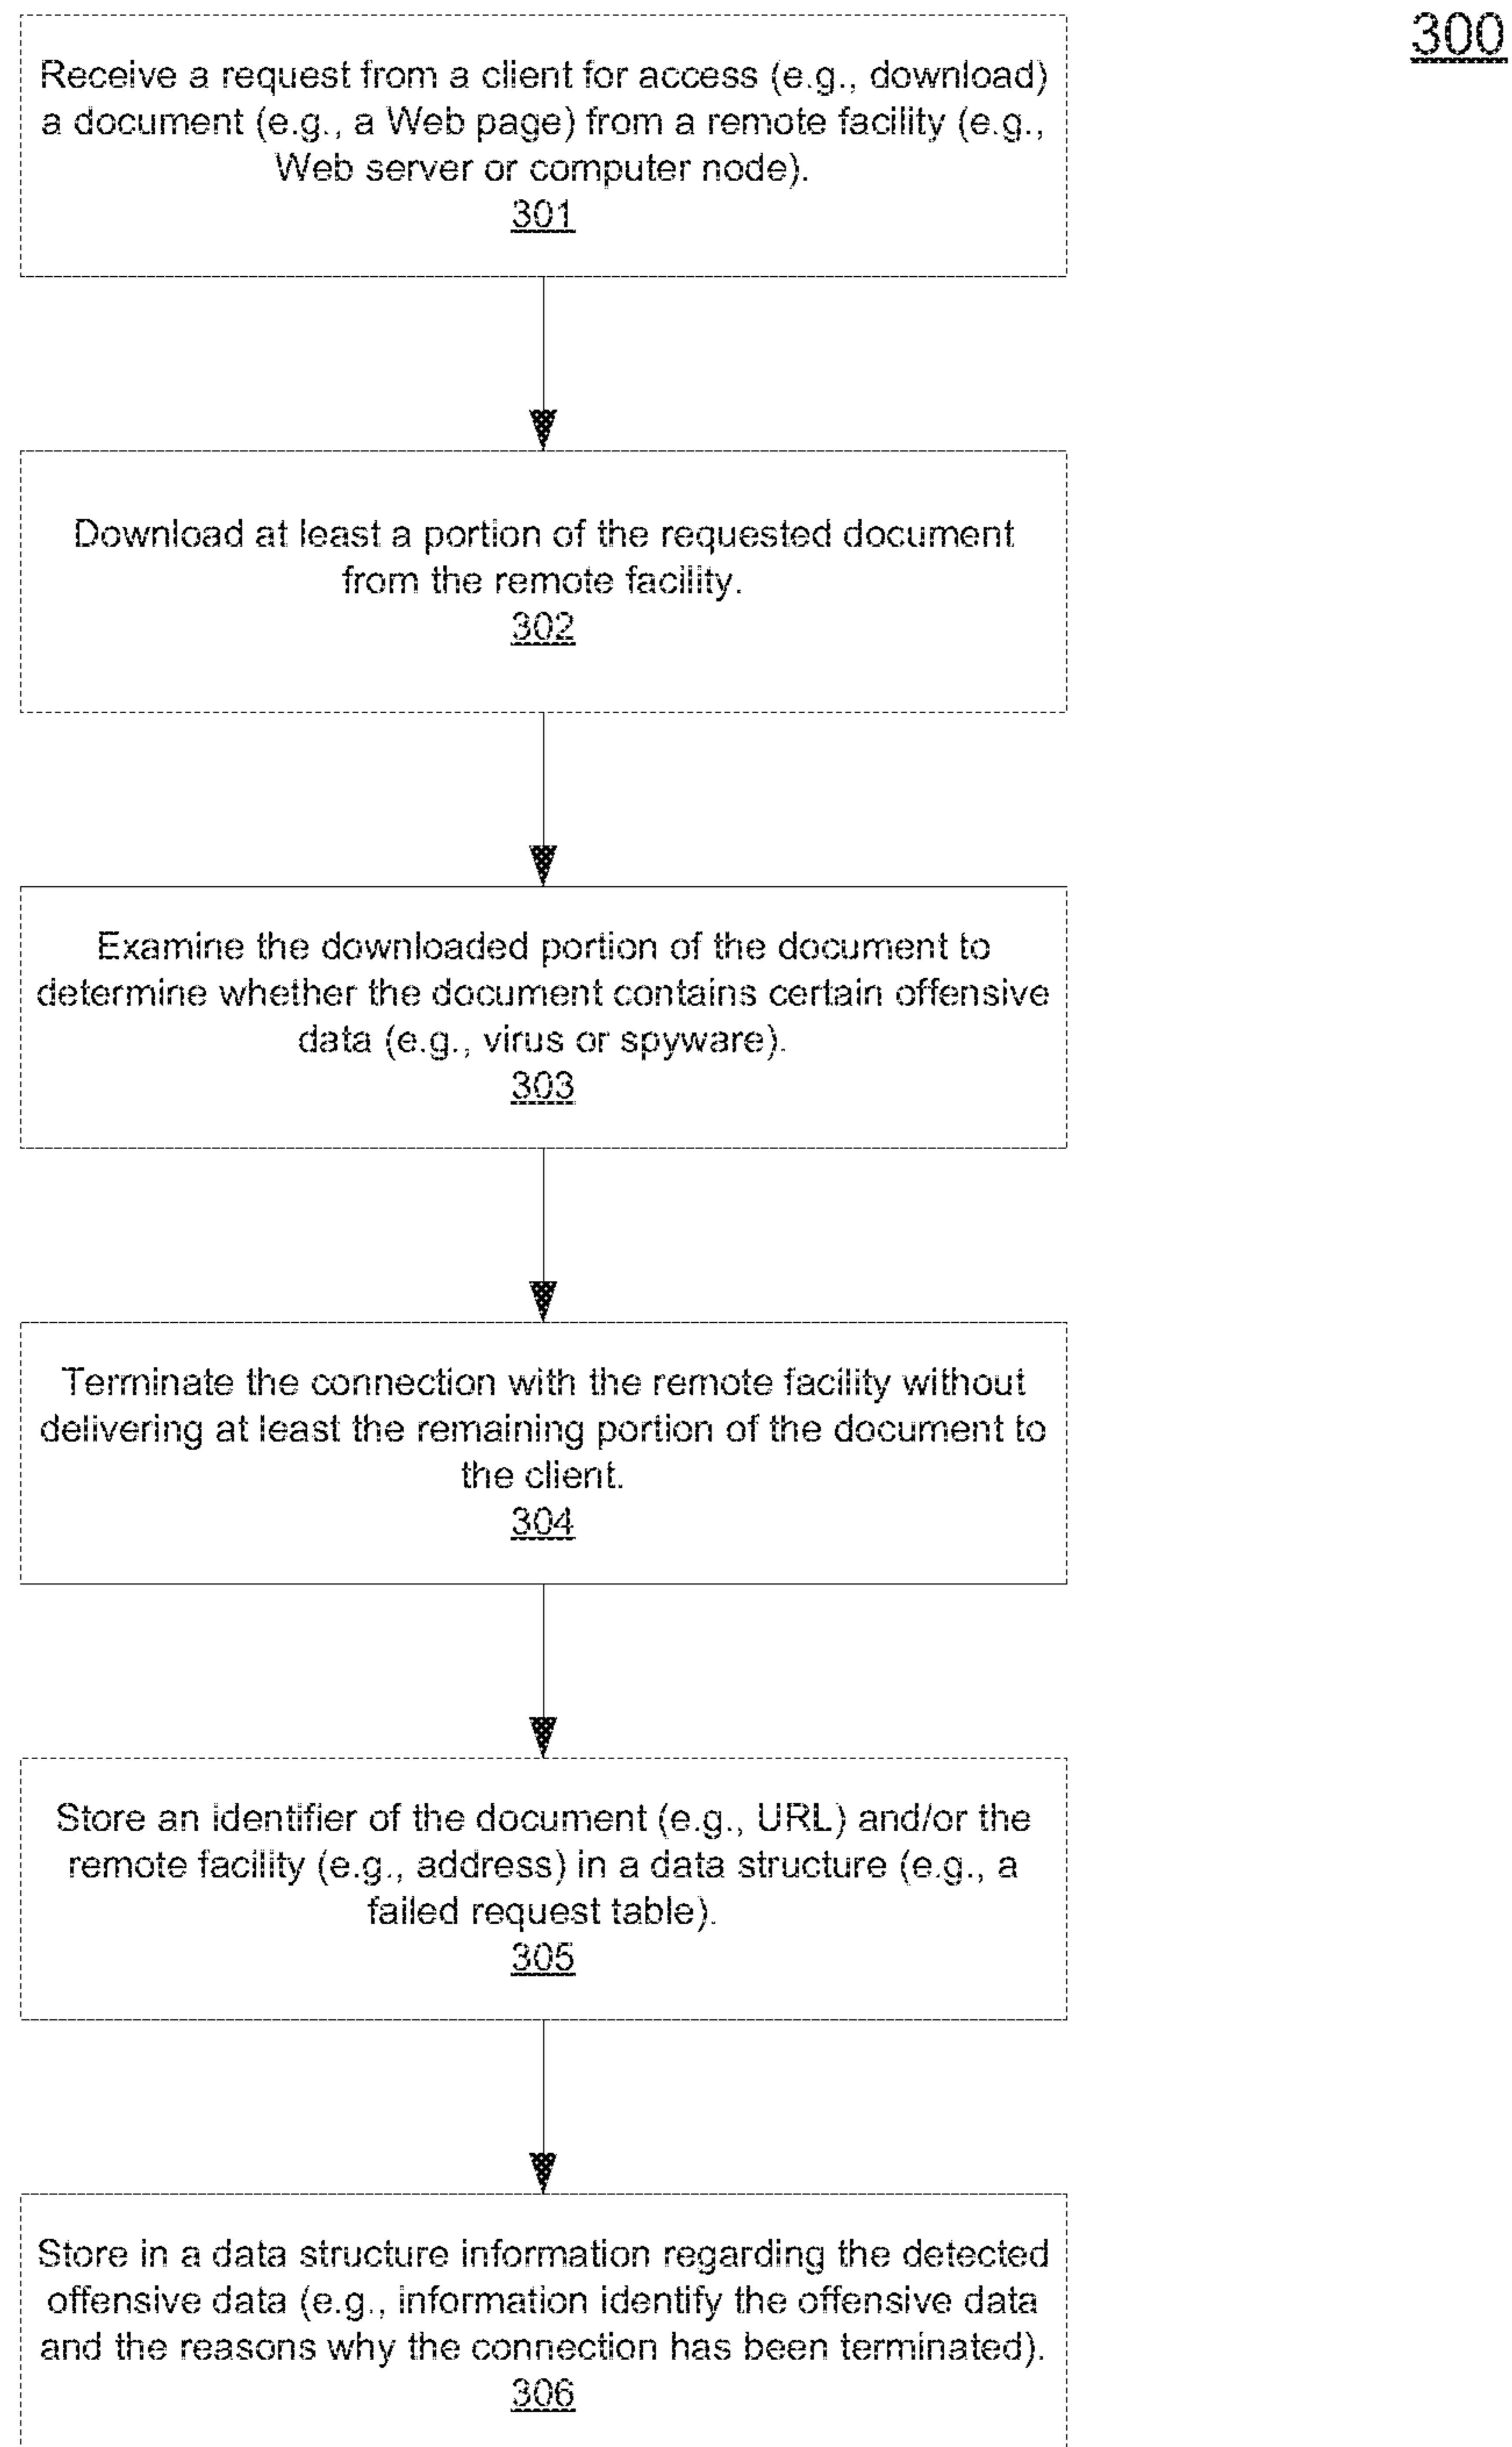 300
Receive a request from a client for access (e.g., download)
a document (e.g., a Web page) from a remote facility (e.g.,
Web server or computer node).
301
Download at least a portion of the requested document
from the remote facility.
302
Examine the downloaded portion of the document to
determine whether the document contains certain offensive
data (e.g., virus or spyware).
303
Terminate the connection with the remote facility without
delivering at least the remaining portion of the document to
the client.
304
Store an identifier of the document (e.g., URL) and/or the
remote facility (e.g., address) in a data structure (e.g., a
failed request table).
305
Store in a data structure information regarding the detected
offensive data (e.g., information identify the offensive data
and the reasons why the connection has been terminated).
306